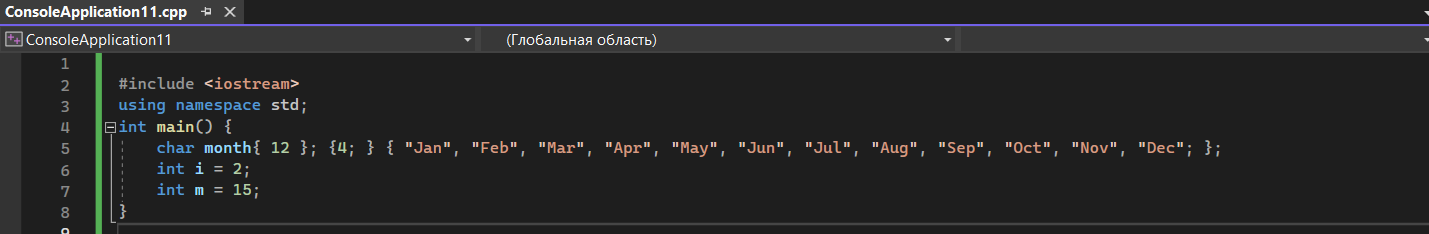 ConsoleApplication11.cpp
ConsoleApplication11 (Глобальная область)
1
2 #include <iostream>
3 using namespace std;
4 int main() {
5 char month{ 12 }; {4; } { "Jan", "Feb", "Mar", "Apr", "May", "Jun", "Jul", "Aug", "Sep", "Oct", "Nov", "Dec"; };
6 int i = 2;
7 int m = 15;
8 }
9